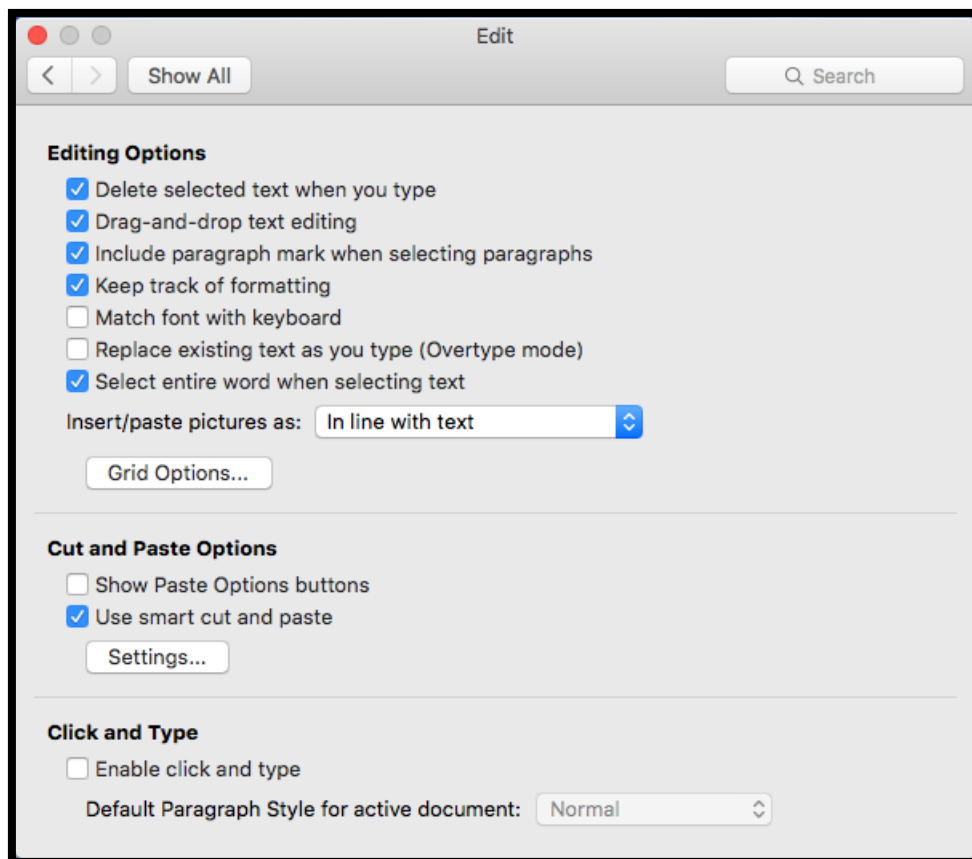 Edit
Show All
Search
Editing Options
Delete selected text when you type
Drag-and-drop text editing
Include paragraph mark when selecting paragraphs
Keep track of formatting
Match font with keyboard
Replace existing text as you type (Overtype mode)
Select entire word when selecting text
Insert/paste pictures as: In line with text
Grid Options...
Cut and Paste Options
Show Paste Options buttons
Use smart cut and paste
Settings...
Click and Type
Enable click and type
Default Paragraph Style for active document: Normal